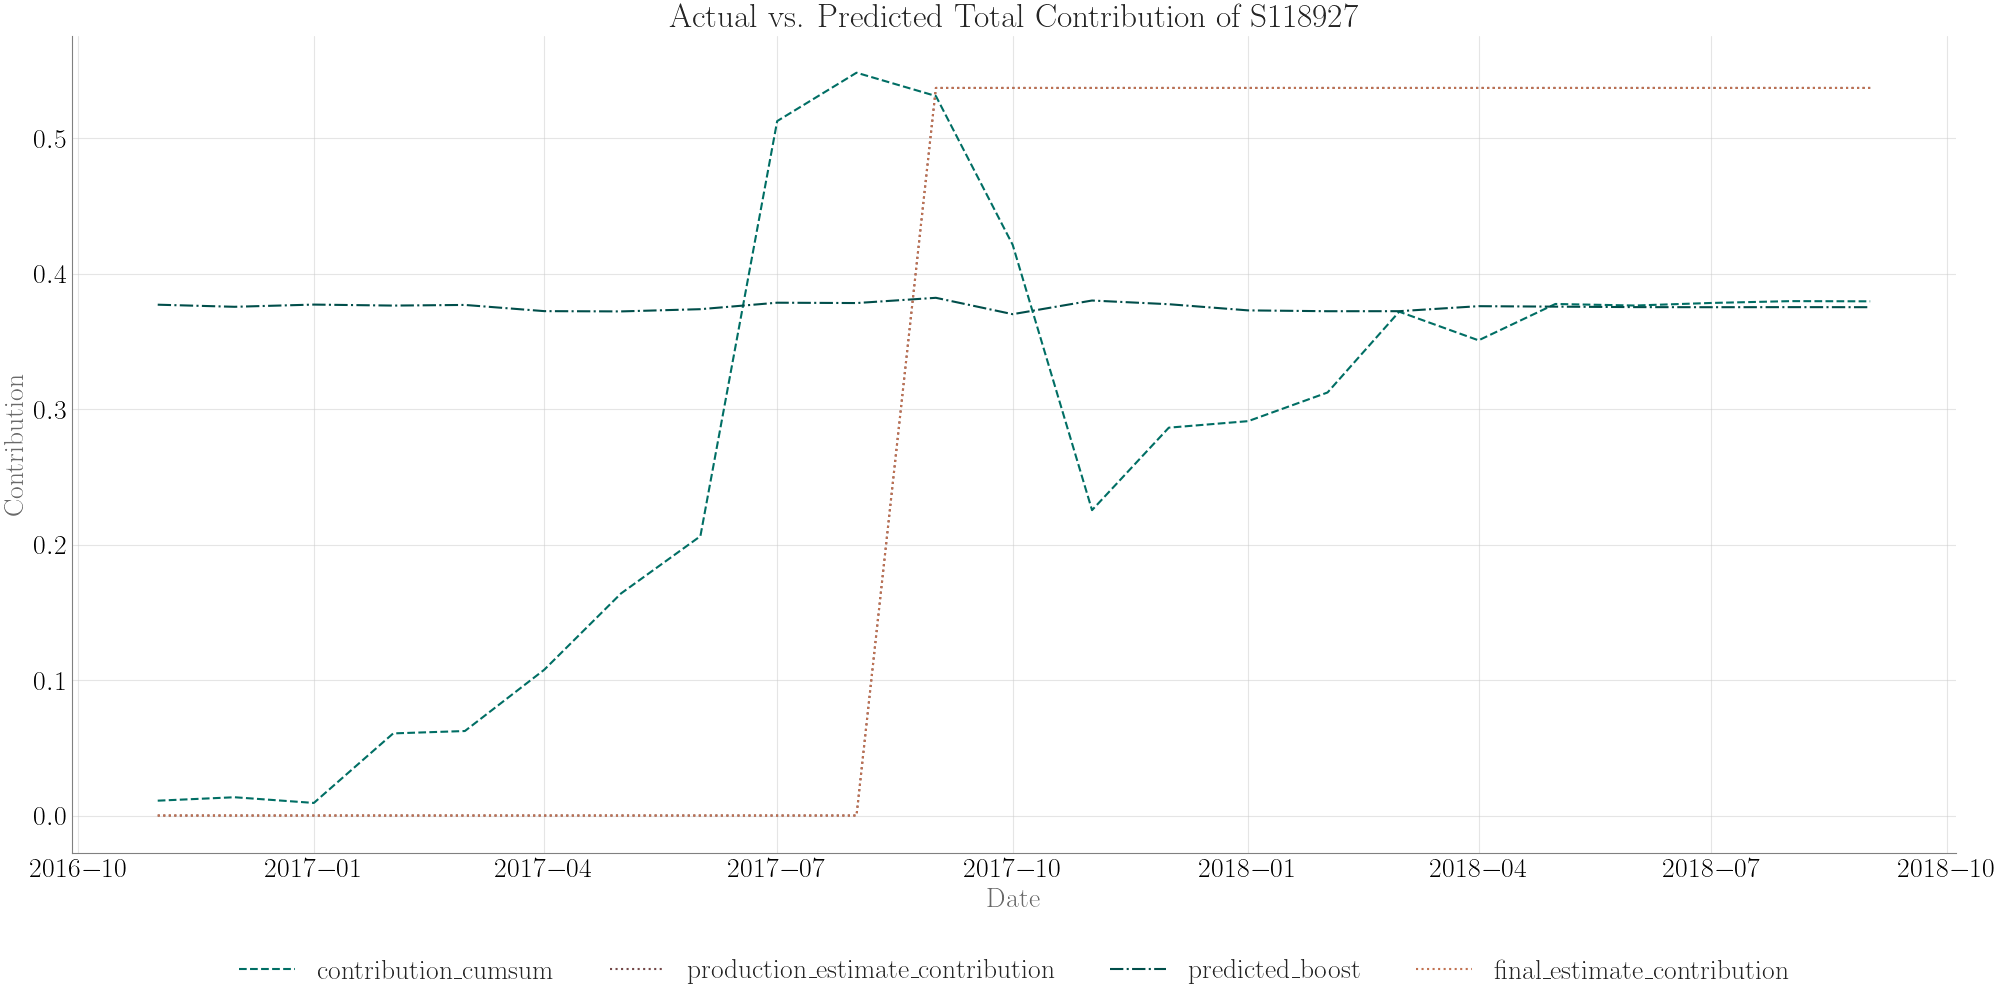 Actual vs. Predicted Total Contribution of S118927
Contribution
0.5
0.4
0.3
0.2
0.1
0.0
2016–10 2017–01 2017–04 2017–07 2017–10 2018–01 2018–04 2018–07 2018–10
Date
contribution_cumsum production_estimate_contribution predicted_boost final_estimate_contribution